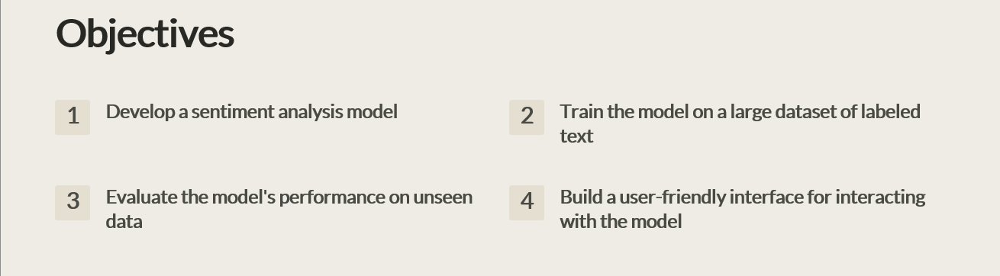 Objectives
1
Develop a sentiment analysis model
2
Train the model on a large dataset of labeled
text
3
Evaluate the model's performance on unseen
data
4
Build a user-friendly interface for interacting
with the model